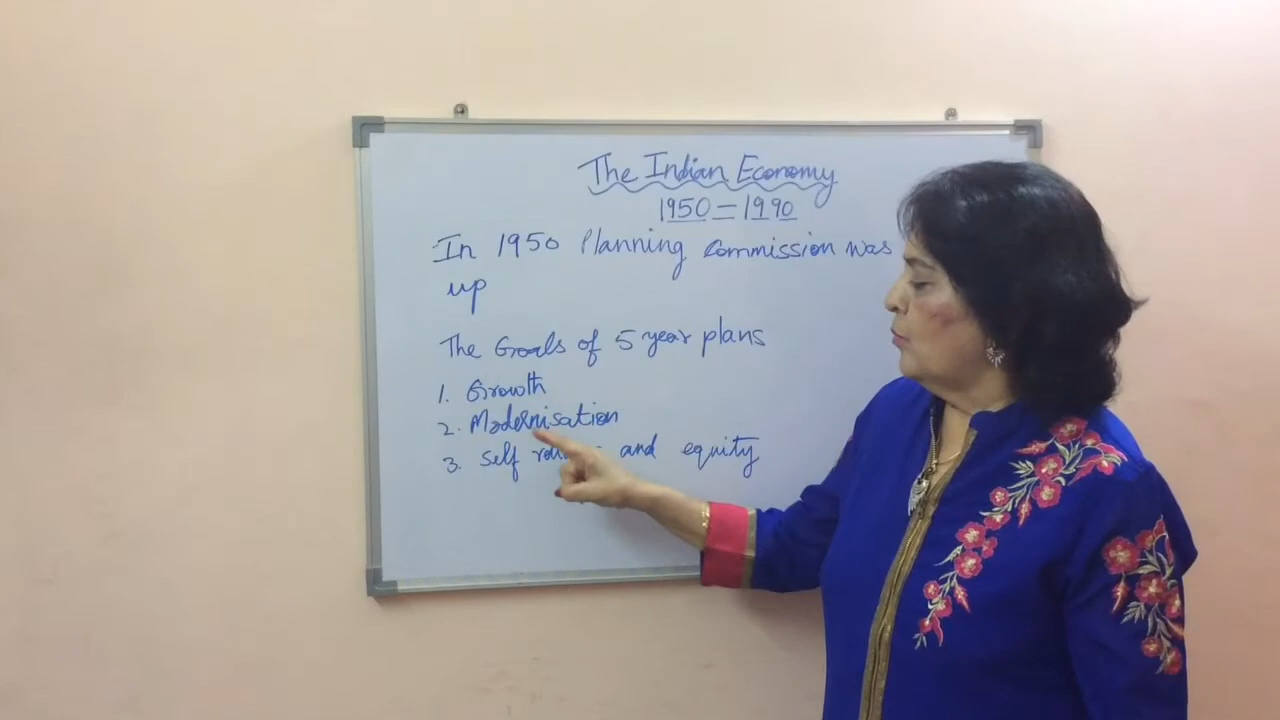 The Indian Economy
1950 = 1990
In 1950 Planning Commission was
up
The Goals of 5 year plans
1. Growth
2. Modernisation
3. Self and equity